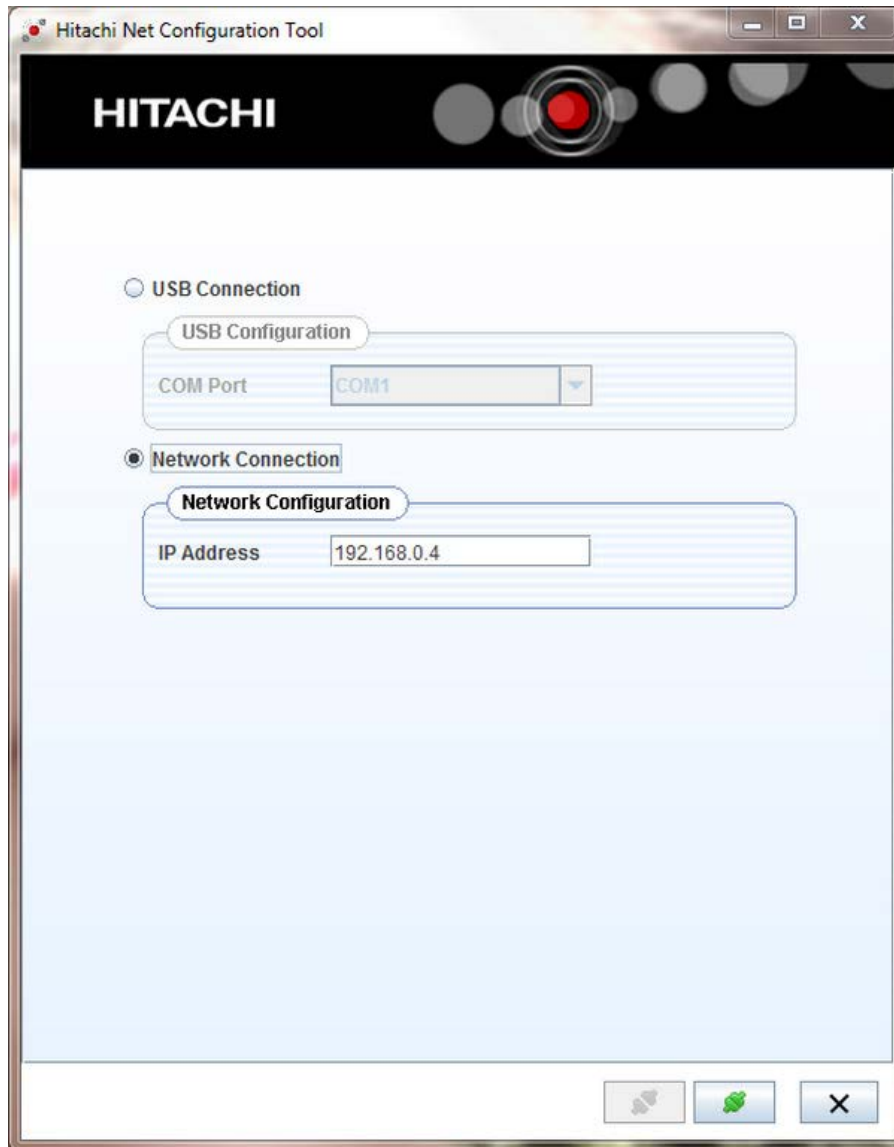 Hitachi Net Configuration Tool
HITACHI
USB Connection
USB Configuration
COM Port COM1
Network Connection
Network Configuration
IP Address 192.168.0.4